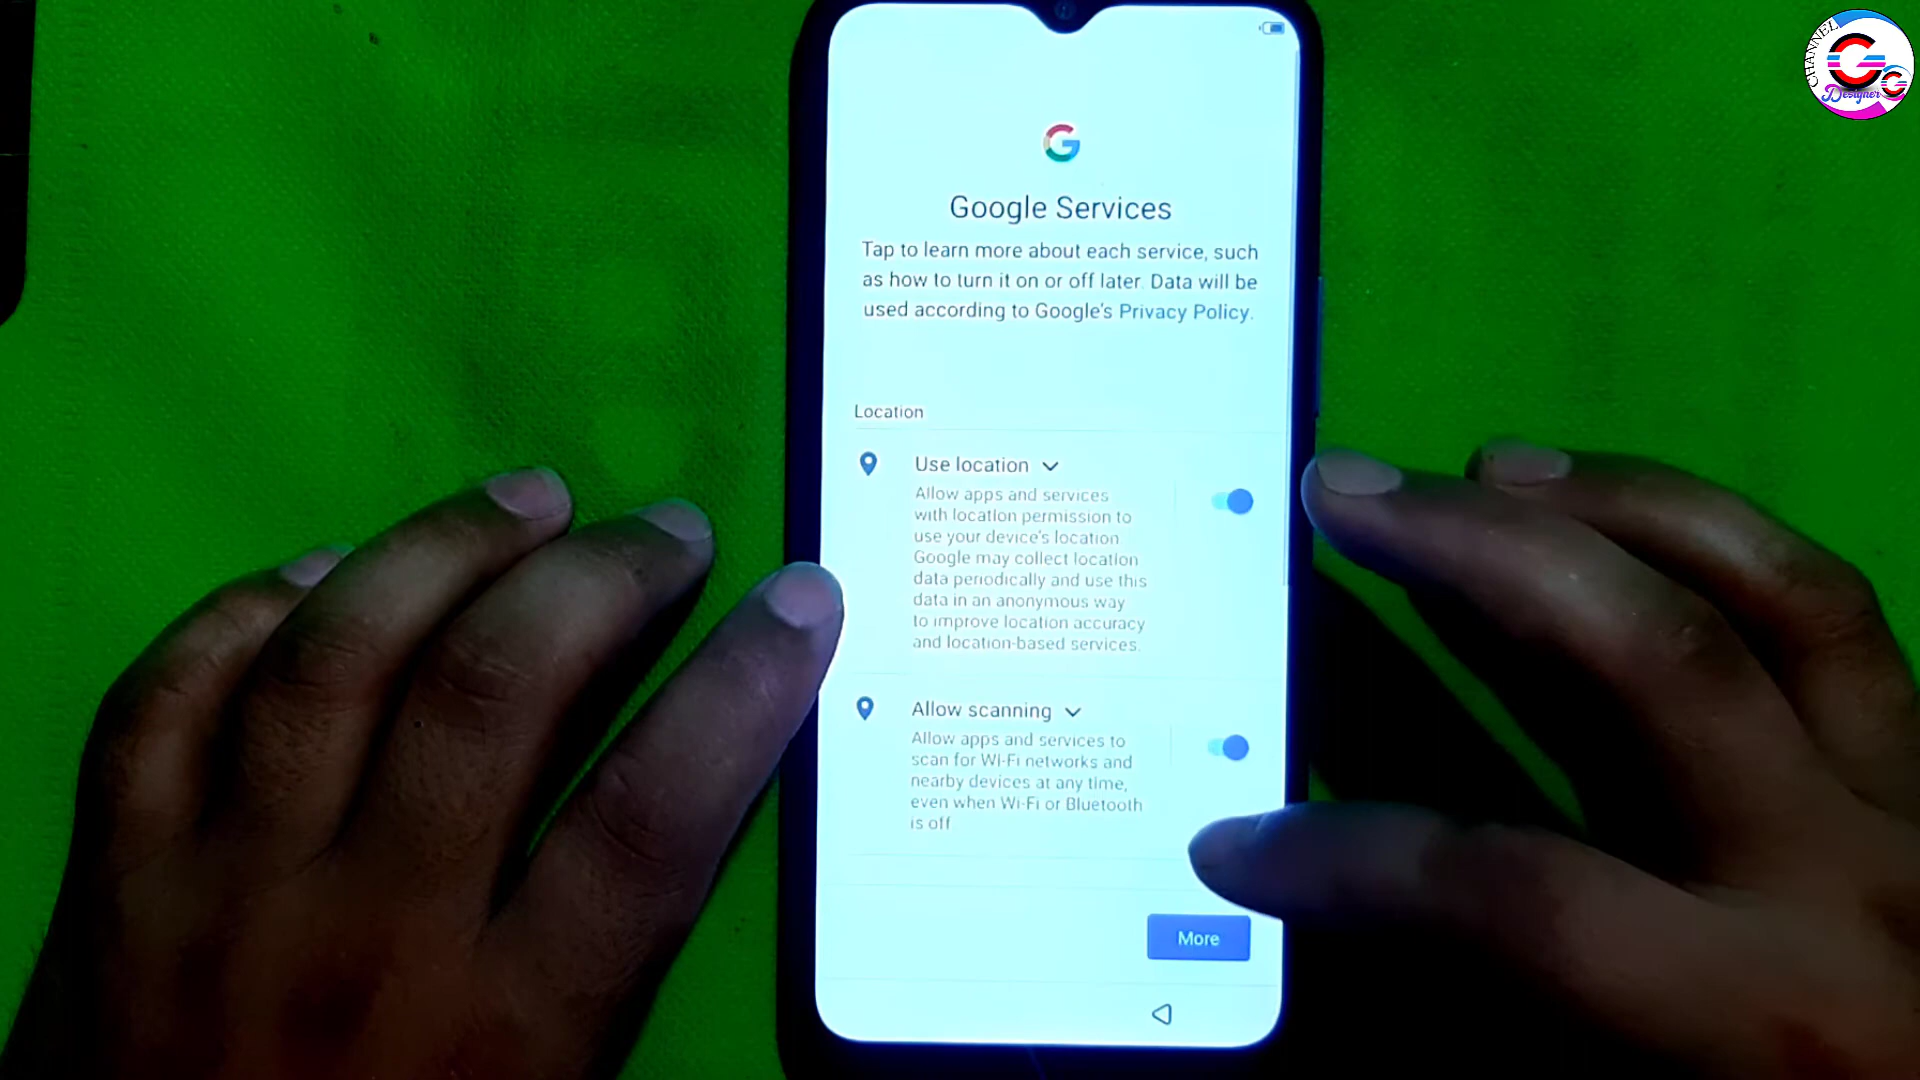 CHANNEL
Designer
Google Services
Tap to learn more about each service, such
as how to turn it on or off later. Data will be
used according to Google's Privacy Policy.
Location
Use location
Allow apps and services
with location permission to
use your device's location
Google may collect location
data periodically and use this
data in an anonymous way
to improve location accuracy
and location-based services.
Allow scanning
Allow apps and services to
scan for Wi-Fi networks and
nearby devices at any time,
even when Wi-Fi or Bluetooth
is off
More